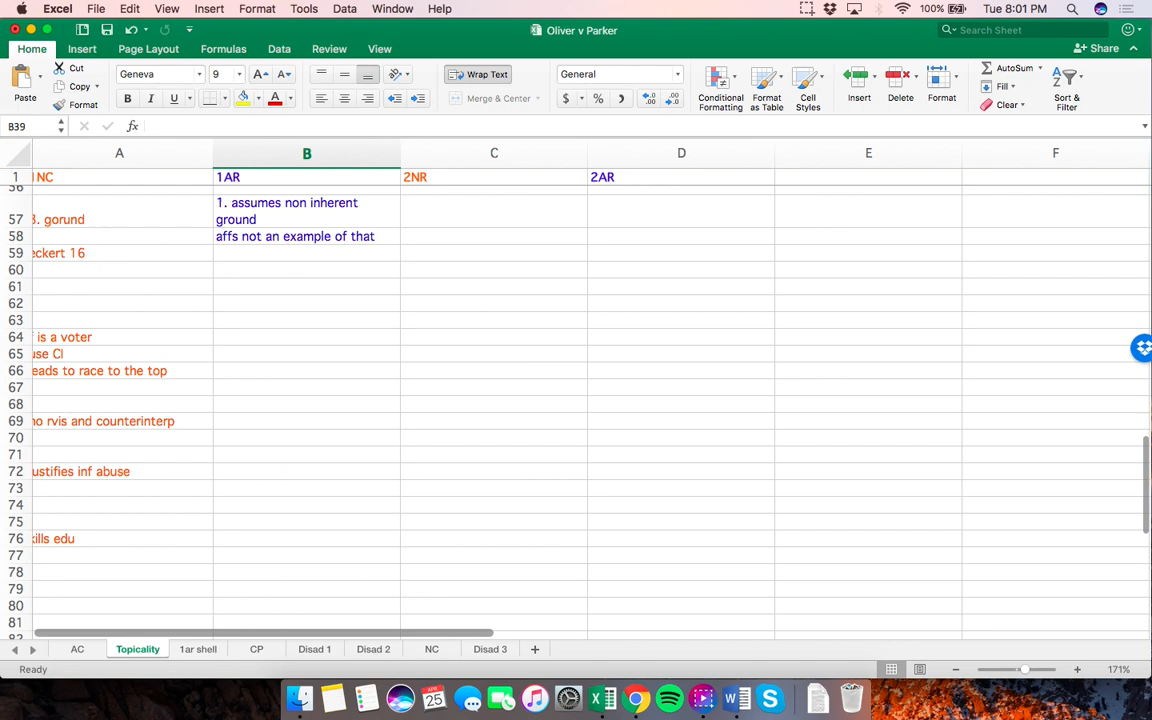 Excel File Edit View Insert Format Tools Data Window Help 100% Tue 8:01 PM
Oliver v Parker
Search Sheet
Home Insert Page Layout Formulas Data Review View
Share
Paste
Cut
Copy
Format
Geneva 9
B I U A
Wrap Text
Merge & Center
General
$ %
Conditional Formatting
Format as Table
Cell Styles
Insert
Delete
Format
AutoSum
Fill
Clear
Sort & Filter
B39 fx
A B C D E F
1 NC 1AR 2NR 2AR
56
57 3. gorund 1. assumes non inherent
ground
58 affs not an example of that
59 eckert 16
60
61
62
63
64 is a voter
65 use CI
66 eads to race to the top
67
68
69 no rvis and counterinterp
70
71
72 ustifies inf abuse
73
74
75
76 kills edu
77
78
79
80
81
AC Topicality 1ar shell CP Disad 1 Disad 2 NC Disad 3 +
Ready 171%
APR
25